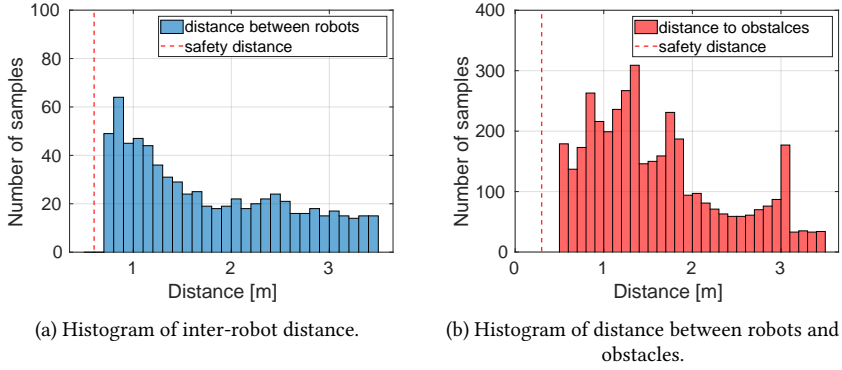 100
80
60
40
20
0
Number of samples
distance between robots
safety distance
1
2
3
Distance [m]
(a) Histogram of inter-robot distance.
400
300
200
100
0
Number of samples
distance to obstalces
safety distance
0
1
2
3
Distance [m]
(b) Histogram of distance between robots and
obstacles.